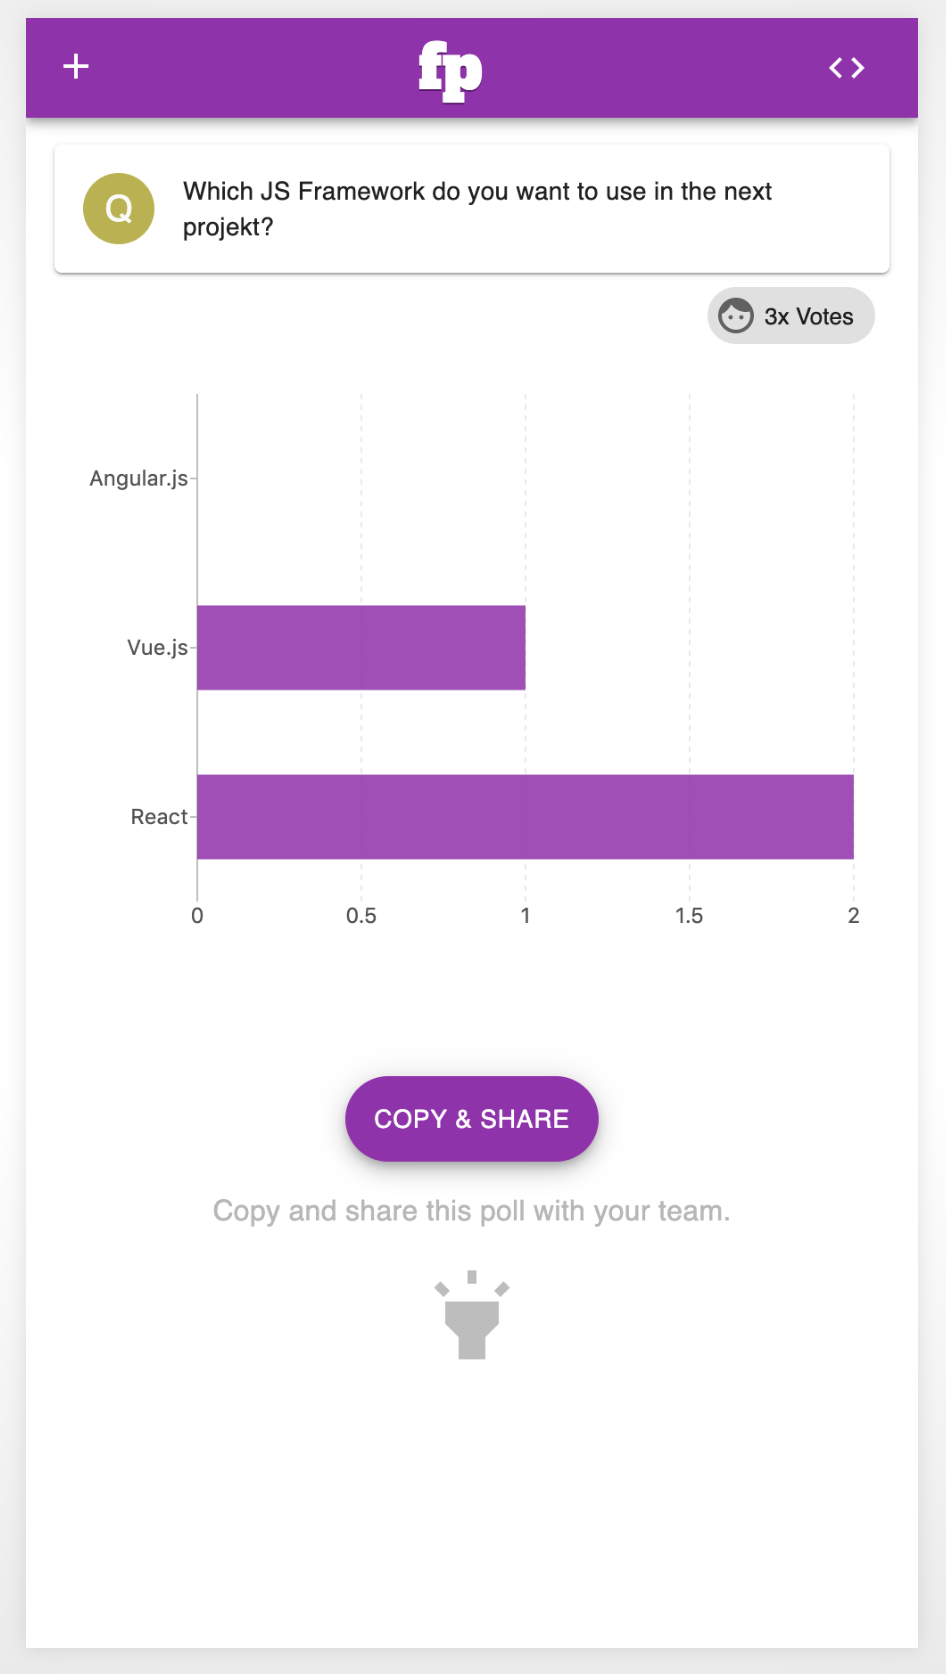 fp
Q
Which JS Framework do you want to use in the next
projekt?
3x Votes
Angular.js
Vue.js
React
0 0.5 1 1.5 2
COPY & SHARE
Copy and share this poll with your team.